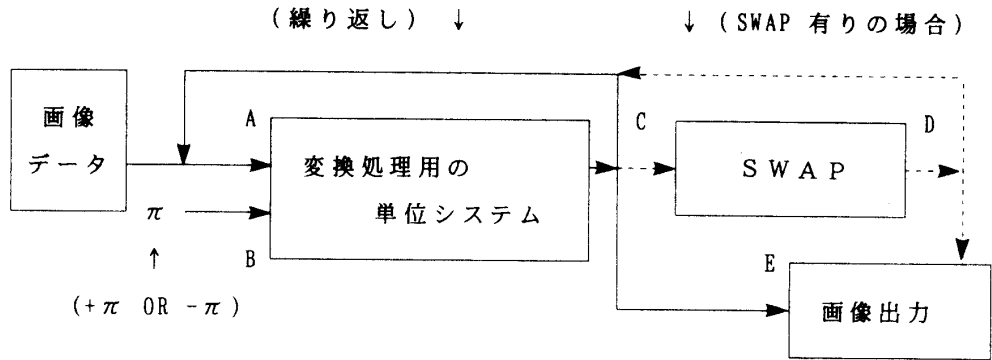 (繰り返し) ↓
↓ (SWAP 有りの場合)
画像
データ
A
変換処理用の
単位システム
C
SWAP
D
π
B
↑
(+π OR -π)
E
画像出力